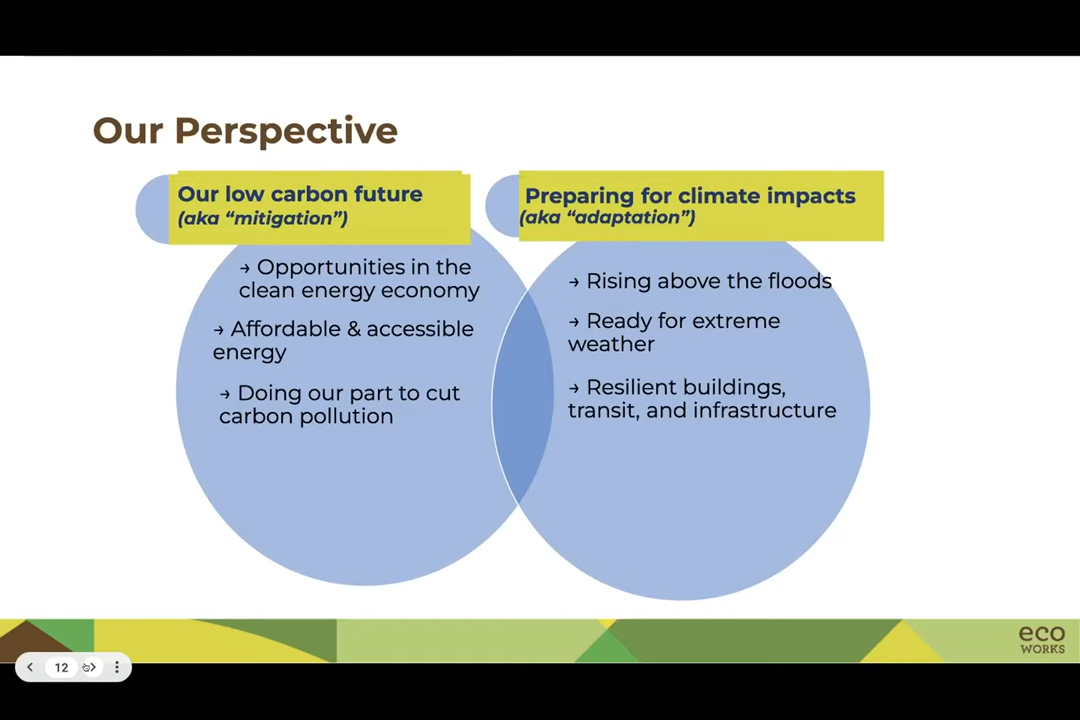 Our Perspective
Our low carbon future
(aka “mitigation”)
→ Opportunities in the
clean energy economy
→ Affordable & accessible
energy
→ Doing our part to cut
carbon pollution
Preparing for climate impacts
(aka “adaptation”)
→ Rising above the floods
→ Ready for extreme
weather
→ Resilient buildings,
transit, and infrastructure
eco
WORKS
12